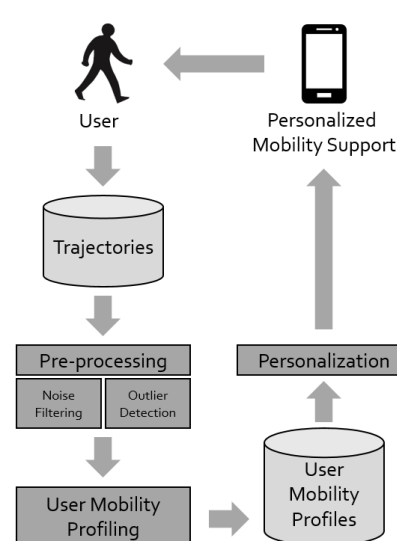 User
Personalized
Mobility Support
Trajectories
Pre-processing
Noise
Filtering
Outlier
Detection
Personalization
User Mobility
Profiling
User
Mobility
Profiles